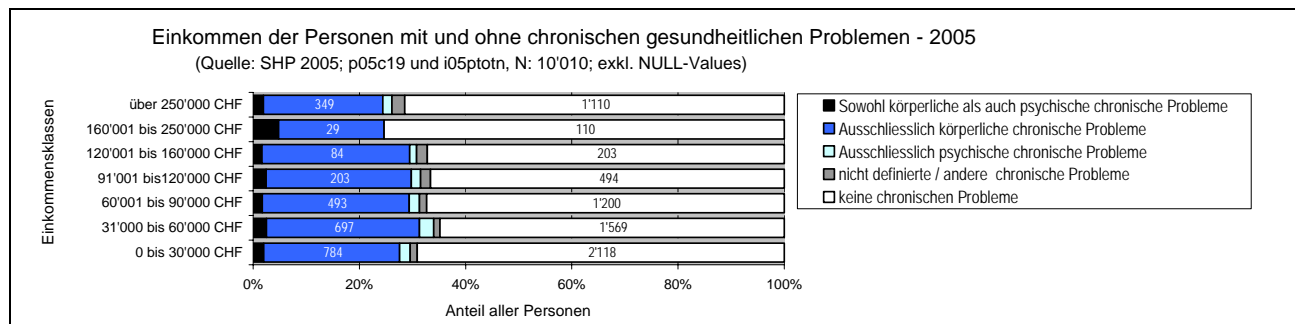 Einkommen der Personen mit und ohne chronischen gesundheitlichen Problemen - 2005
(Quelle: SHP 2005; p05c19 und i05ptotn, N: 10'010; exkl. NULL-Values)
Einkommensklassen
über 250'000 CHF 349 1'110
160'001 bis 250'000 CHF 29 110
120'001 bis 160'000 CHF 84 203
91'001 bis120'000 CHF 203 494
60'001 bis 90'000 CHF 493 1'200
31'000 bis 60'000 CHF 697 1'569
0 bis 30'000 CHF 784 2'118
0% 20% 40% 60% 80% 100%
Anteil aller Personen
Sowohl körperliche als auch psychische chronische Probleme
Ausschliesslich körperliche chronische Probleme
Ausschliesslich psychische chronische Probleme
nicht definierte / andere chronische Probleme
keine chronischen Probleme